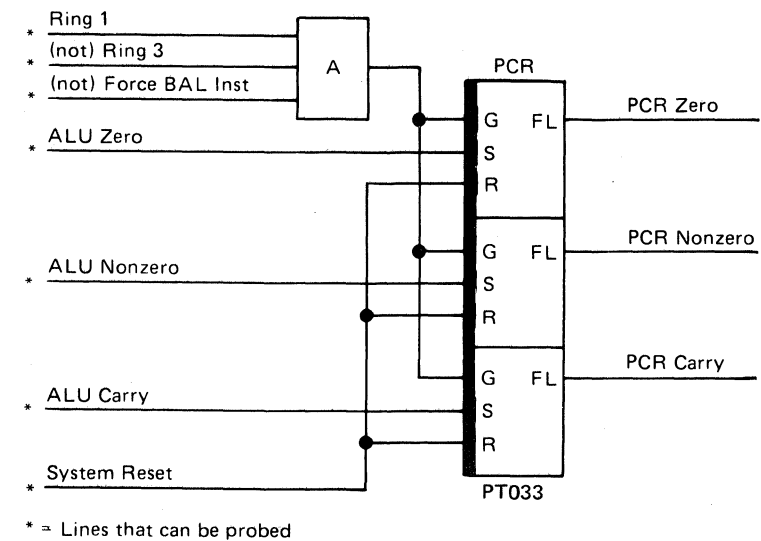 * Ring 1
* (not) Ring 3
* (not) Force BAL Inst
A
PCR
* ALU Zero
G FL
S
R
PCR Zero
* ALU Nonzero
G FL
S
R
PCR Nonzero
* ALU Carry
G FL
S
R
PCR Carry
* System Reset
PT033
* = Lines that can be probed